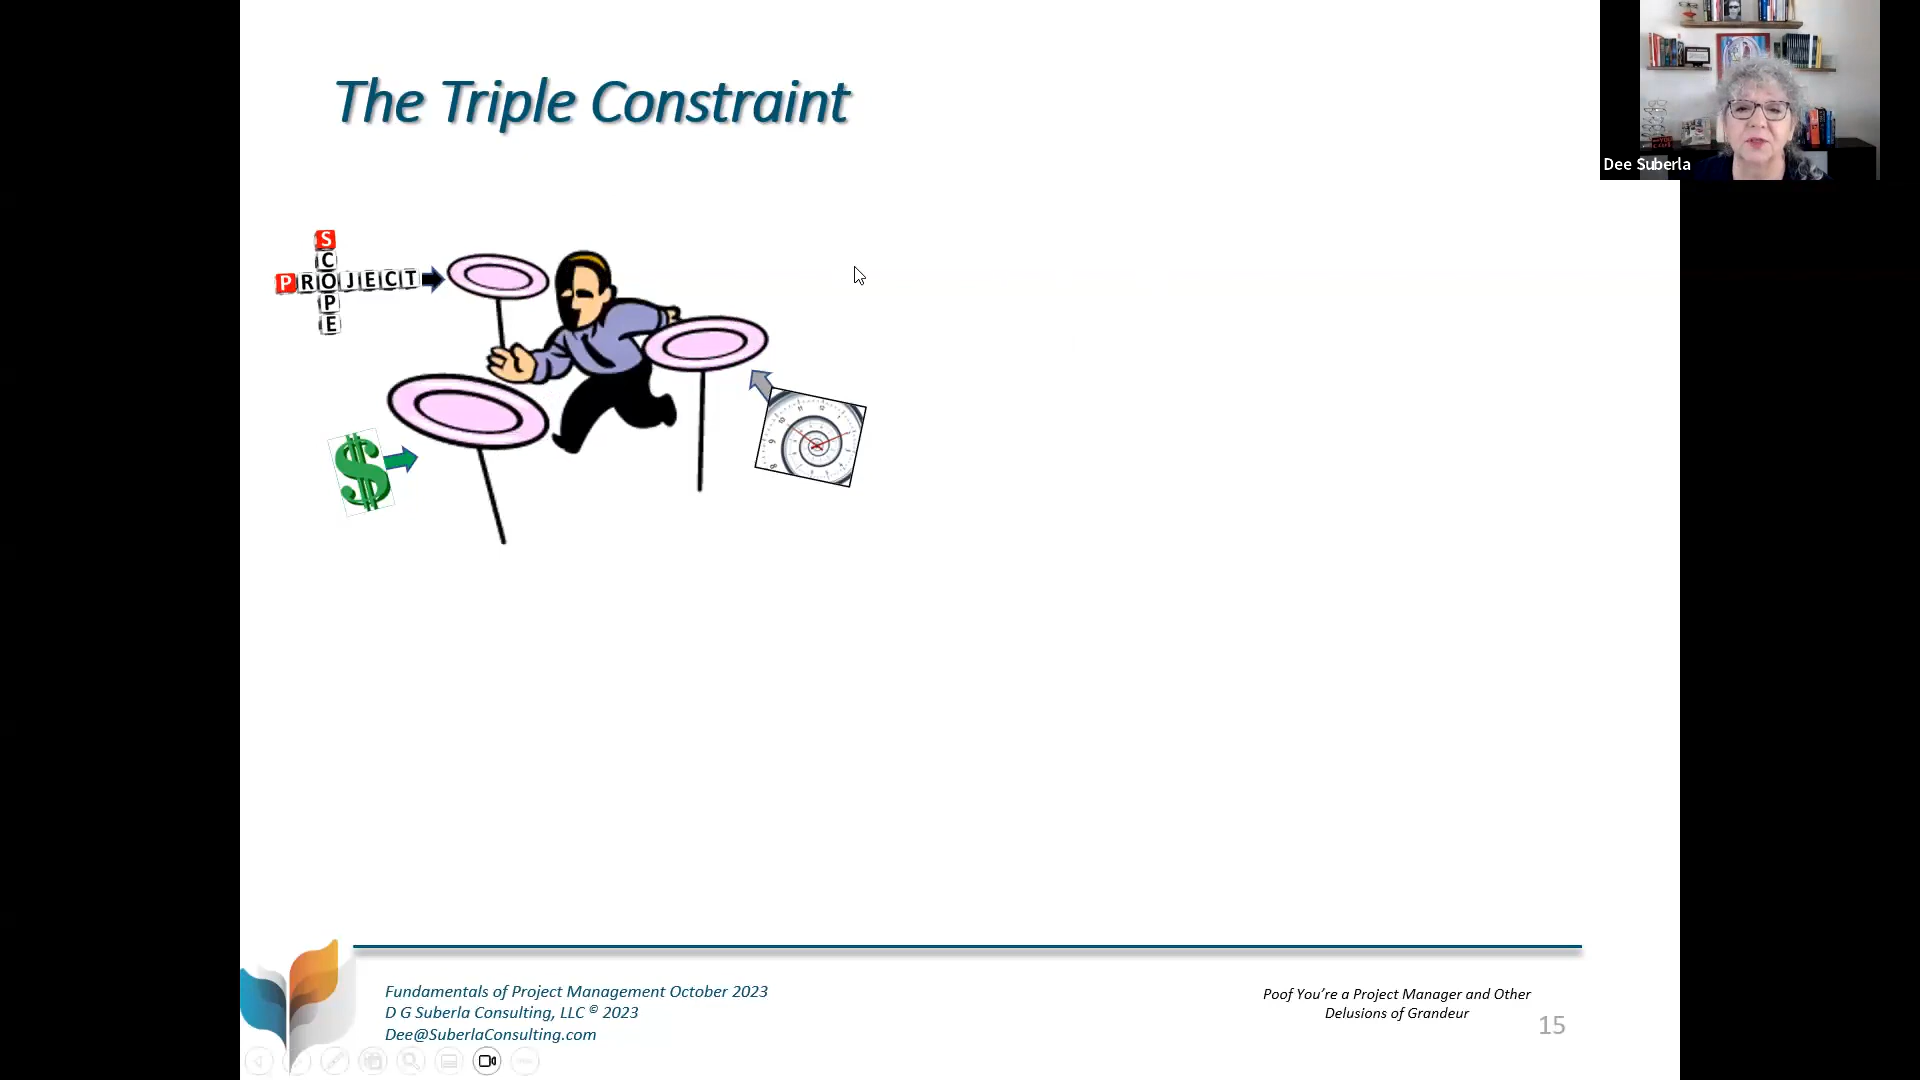 The Triple Constraint
Dee Suberla
SCOPE
PROJECT
Fundamentals of Project Management October 2023
D G Suberla Consulting, LLC © 2023
Dee@SuberlaConsulting.com
Poof You’re a Project Manager and Other
Delusions of Grandeur
15